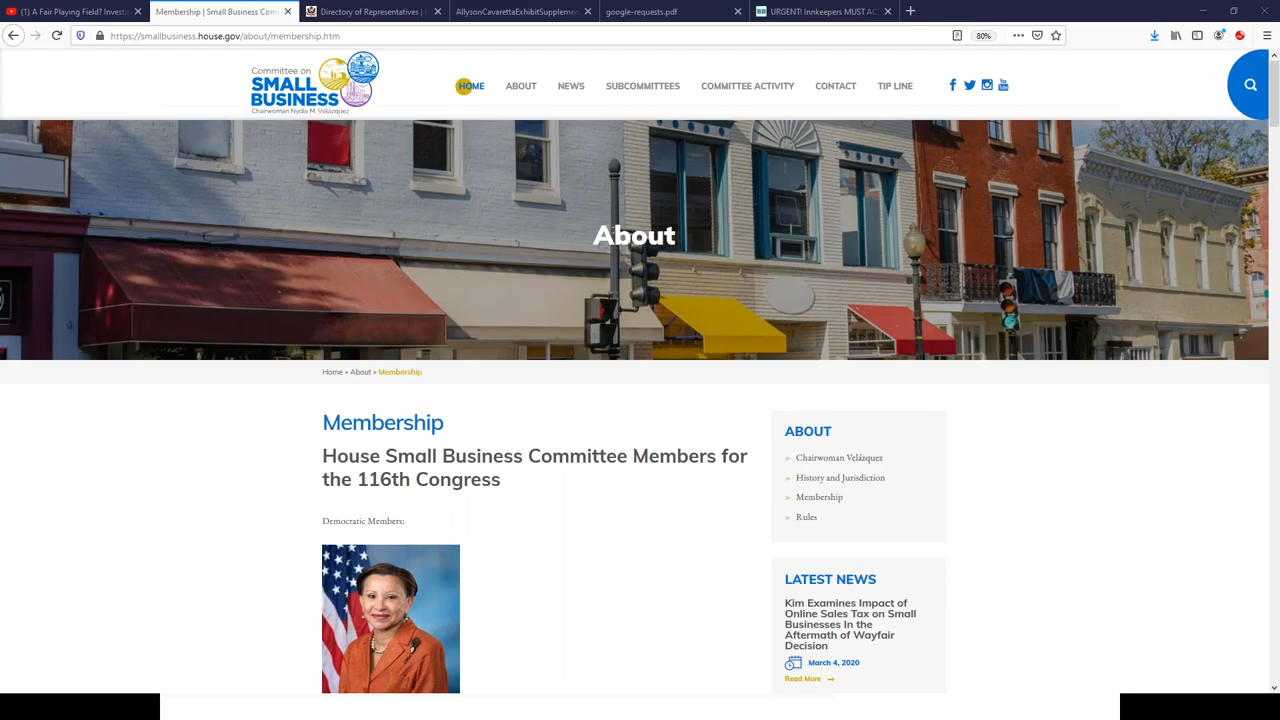 (1) A Fair Playing Field? Investi
Membership | Small Business Com
Directory of Representatives |
AllysonCavarettaExhibitSupplemen
google-requests.pdf
BB
URGENT! Innkeepers MUST AC
https://smallbusiness.house.gov/about/membership.htm
80%
Committee on
SMALL
BUSINESS
Chairwoman Nydia M. Velázquez
HOME
ABOUT
NEWS
SUBCOMMITTEES
COMMITTEE ACTIVITY
CONTACT
TIP LINE
About
Home » About » Membership
Membership
House Small Business Committee Members for
the 116th Congress
Democratic Members:
ABOUT
Chairwoman Velázquez
History and Jurisdiction
Membership
Rules
LATEST NEWS
Kim Examines Impact of
Online Sales Tax on Small
Businesses In the
Aftermath of Wayfair
Decision
March 4, 2020
Read More